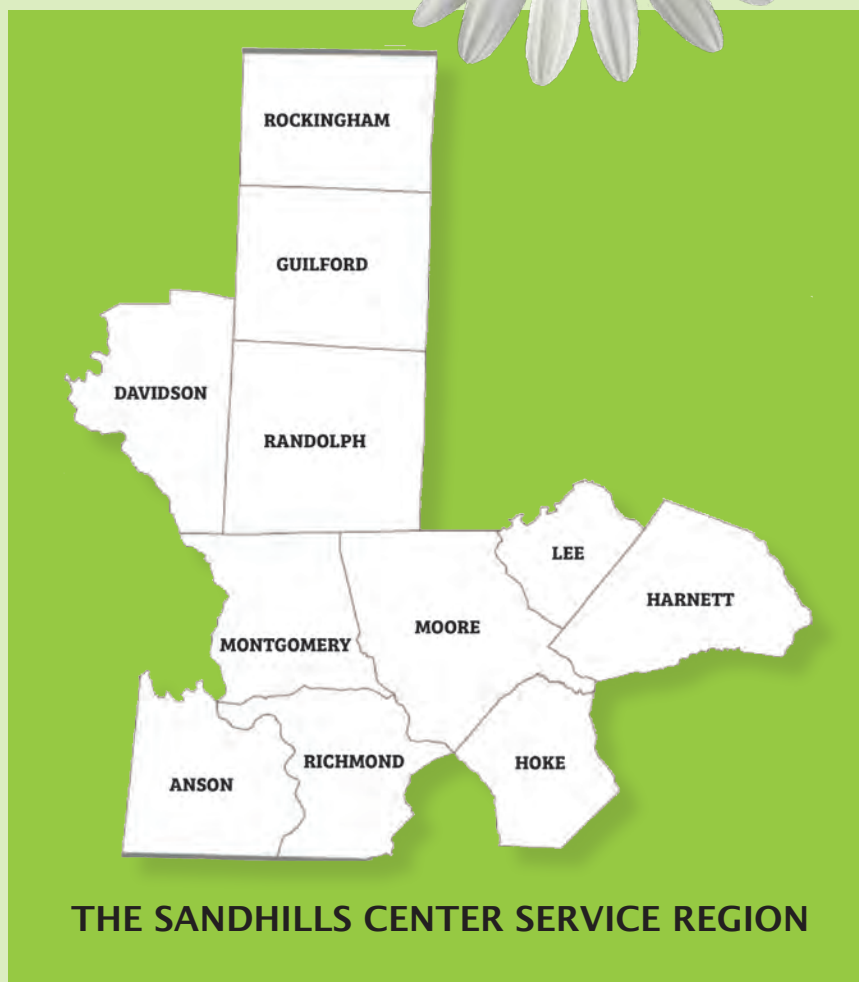 ROCKINGHAM
GUILFORD
DAVIDSON
RANDOLPH
LEE
HARNETT
MOORE
MONTGOMERY
RICHMOND
HOKE
ANSON
THE SANDHILLS CENTER SERVICE REGION